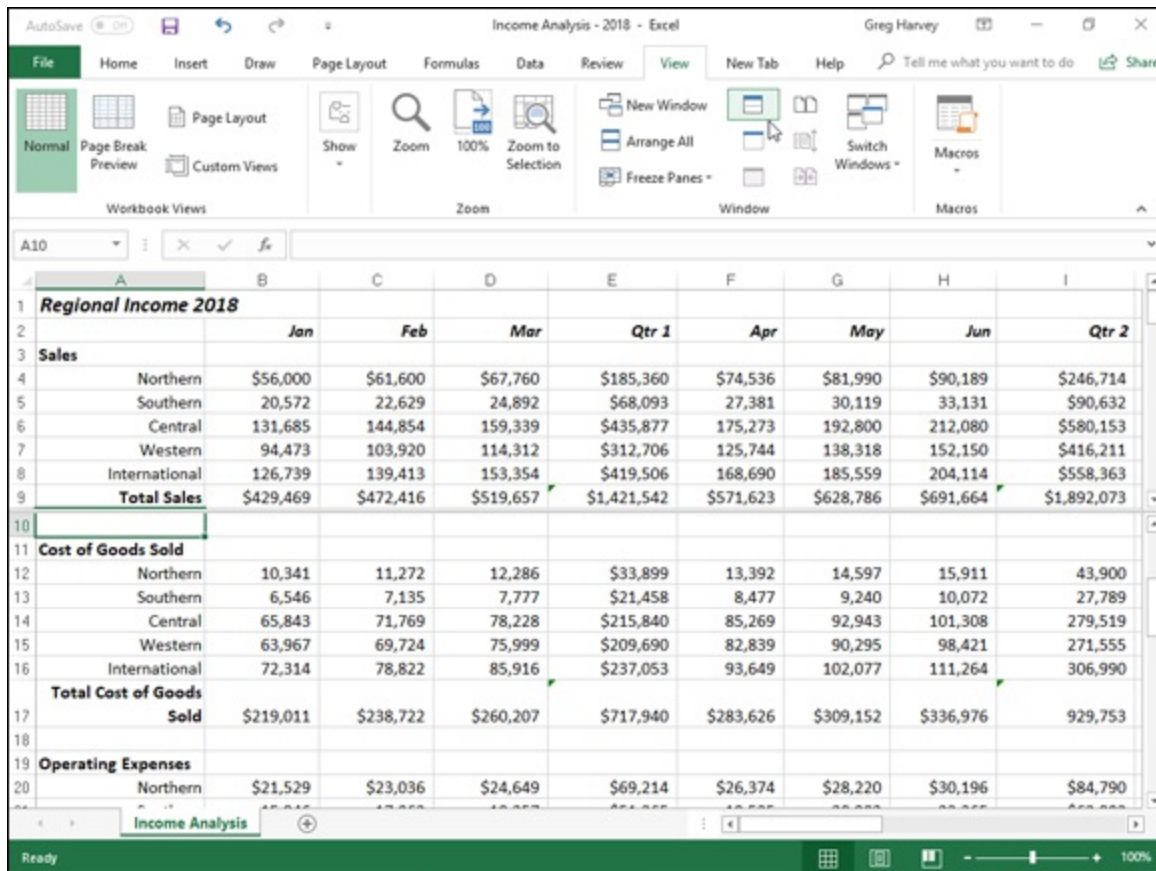 AutoSave Off Income Analysis - 2018 - Excel Greg Harvey
File Home Insert Draw Page Layout Formulas Data Review View New Tab Help Tell me what you want to do Share
Normal Page Break Preview Page Layout Custom Views Show Zoom 100 100% Zoom to Selection New Window Arrange All Freeze Panes Switch Windows Macros
Workbook Views Zoom Window Macros
A10 fx
A B C D E F G H I
1 Regional Income 2018
2 Jan Feb Mar Qtr 1 Apr May Jun Qtr 2
3 Sales
4 Northern $56,000 $61,600 $67,760 $185,360 $74,536 $81,990 $90,189 $246,714
5 Southern 20,572 22,629 24,892 $68,093 27,381 30,119 33,131 $90,632
6 Central 131,685 144,854 159,339 $435,877 175,273 192,800 212,080 $580,153
7 Western 94,473 103,920 114,312 $312,706 125,744 138,318 152,150 $416,211
8 International 126,739 139,413 153,354 $419,506 168,690 185,559 204,114 $558,363
9 Total Sales $429,469 $472,416 $519,657 $1,421,542 $571,623 $628,786 $691,664 $1,892,073
10
11 Cost of Goods Sold
12 Northern 10,341 11,272 12,286 $33,899 13,392 14,597 15,911 43,900
13 Southern 6,546 7,135 7,777 $21,458 8,477 9,240 10,072 27,789
14 Central 65,843 71,769 78,228 $215,840 85,269 92,943 101,308 279,519
15 Western 63,967 69,724 75,999 $209,690 82,839 90,295 98,421 271,555
16 International 72,314 78,822 85,916 $237,053 93,649 102,077 111,264 306,990
Total Cost of Goods
17 Sold $219,011 $238,722 $260,207 $717,940 $283,626 $309,152 $336,976 929,753
18
19 Operating Expenses
20 Northern $21,529 $23,036 $24,649 $69,214 $26,374 $28,220 $30,196 $84,790
Income Analysis
Ready 100%